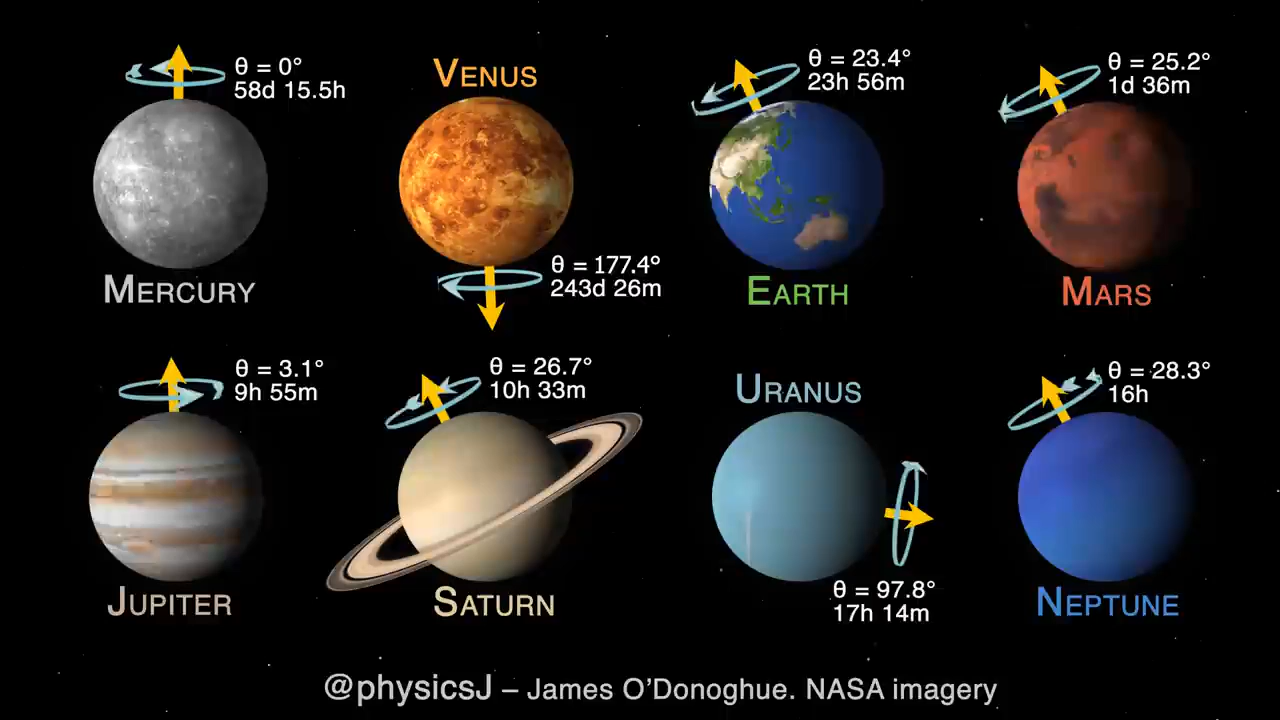 θ = 0°
58d 15.5h
MERCURY
VENUS
θ = 177.4°
243d 26m
θ = 23.4°
23h 56m
EARTH
θ = 25.2°
1d 36m
MARS
θ = 3.1°
9h 55m
JUPITER
θ = 26.7°
10h 33m
SATURN
URANUS
θ = 97.8°
17h 14m
θ = 28.3°
16h
NEPTUNE
@physicsJ – James O'Donoghue. NASA imagery